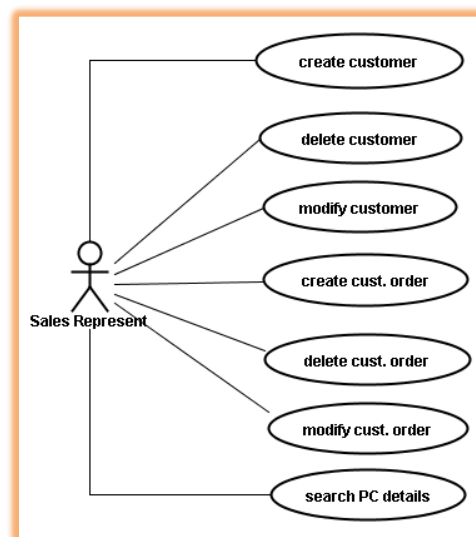 create customer
delete customer
modify customer
create cust. order
Sales Represent
delete cust. order
modify cust. order
search PC details